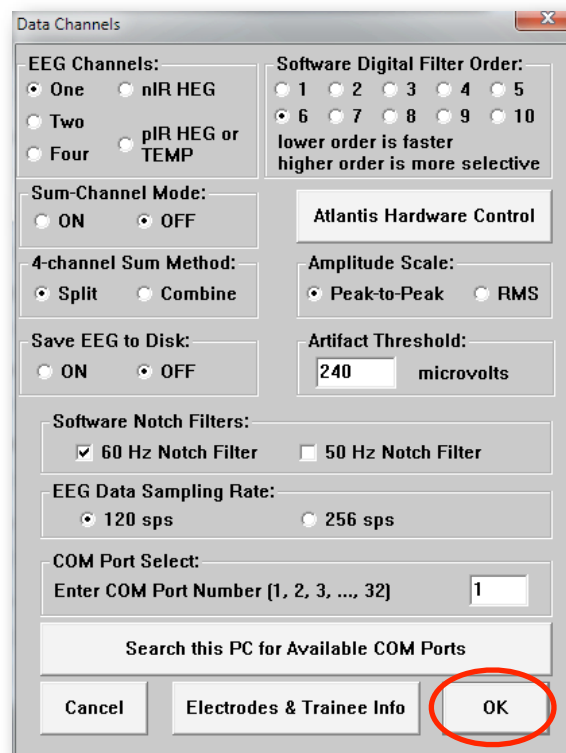 Data Channels
X
EEG Channels:
One
nIR HEG
Two
pIR HEG or
TEMP
Four
Software Digital Filter Order:
1 2 3 4 5
6 7 8 9 10
lower order is faster
higher order is more selective
Sum-Channel Mode:
ON OFF
Atlantis Hardware Control
4-channel Sum Method:
Split Combine
Amplitude Scale:
Peak-to-Peak RMS
Save EEG to Disk:
ON OFF
Artifact Threshold:
240 microvolts
Software Notch Filters:
60 Hz Notch Filter 50 Hz Notch Filter
EEG Data Sampling Rate:
120 sps 256 sps
COM Port Select:
Enter COM Port Number (1, 2, 3, ..., 32) 1
Search this PC for Available COM Ports
Cancel Electrodes & Trainee Info OK